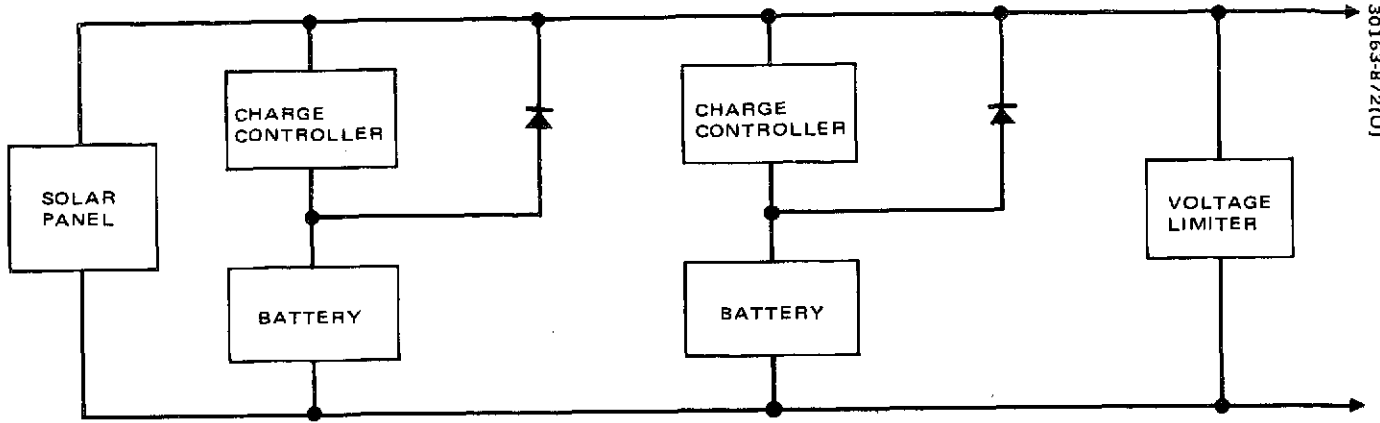 CHARGE
CONTROLLER
CHARGE
CONTROLLER
SOLAR
PANEL
VOLTAGE
LIMITER
BATTERY
BATTERY